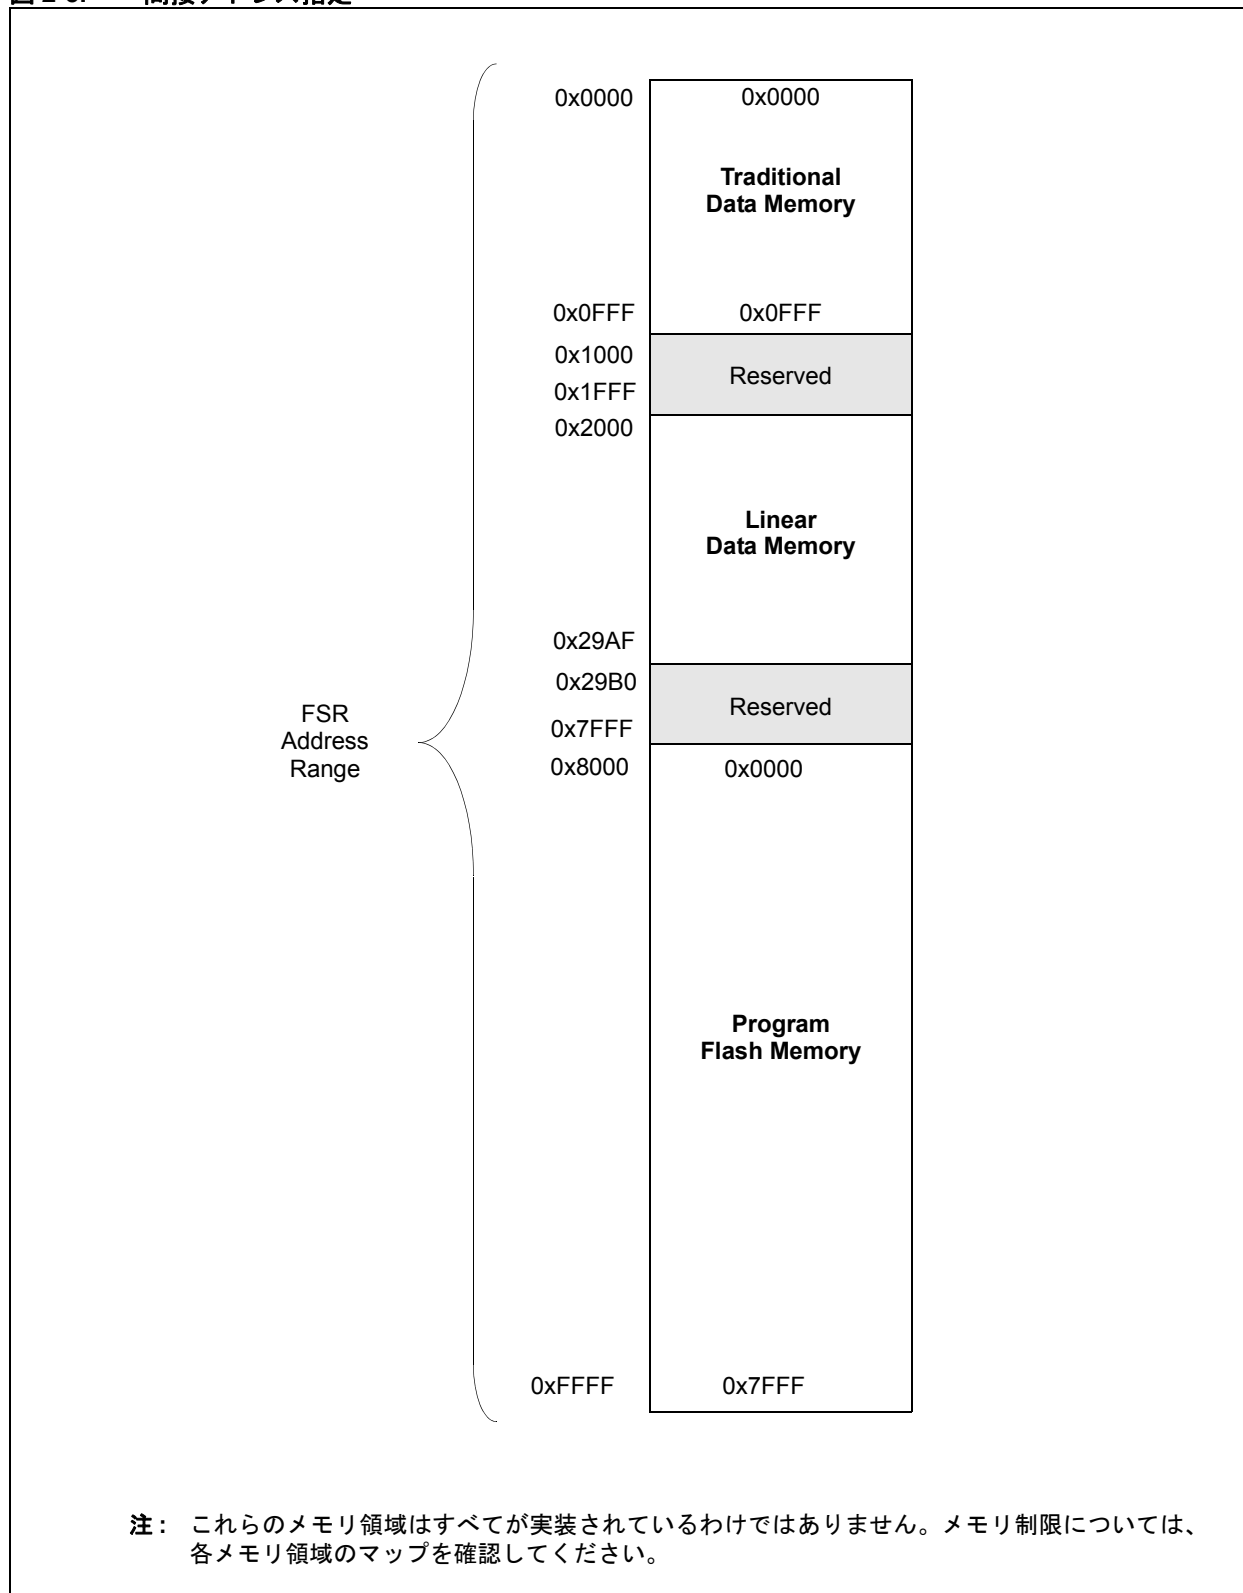 0x0000 0x0000
Traditional
Data Memory
0x0FFF 0x0FFF
0x1000
Reserved
0x1FFF
0x2000
Linear
Data Memory
0x29AF
0x29B0
Reserved
0x7FFF
FSR
Address
Range
0x8000 0x0000
Program
Flash Memory
0xFFFF 0x7FFF
注: これらのメモリ領域はすべてが実装されているわけではありません。メモリ制限については、
各メモリ領域のマップを確認してください。